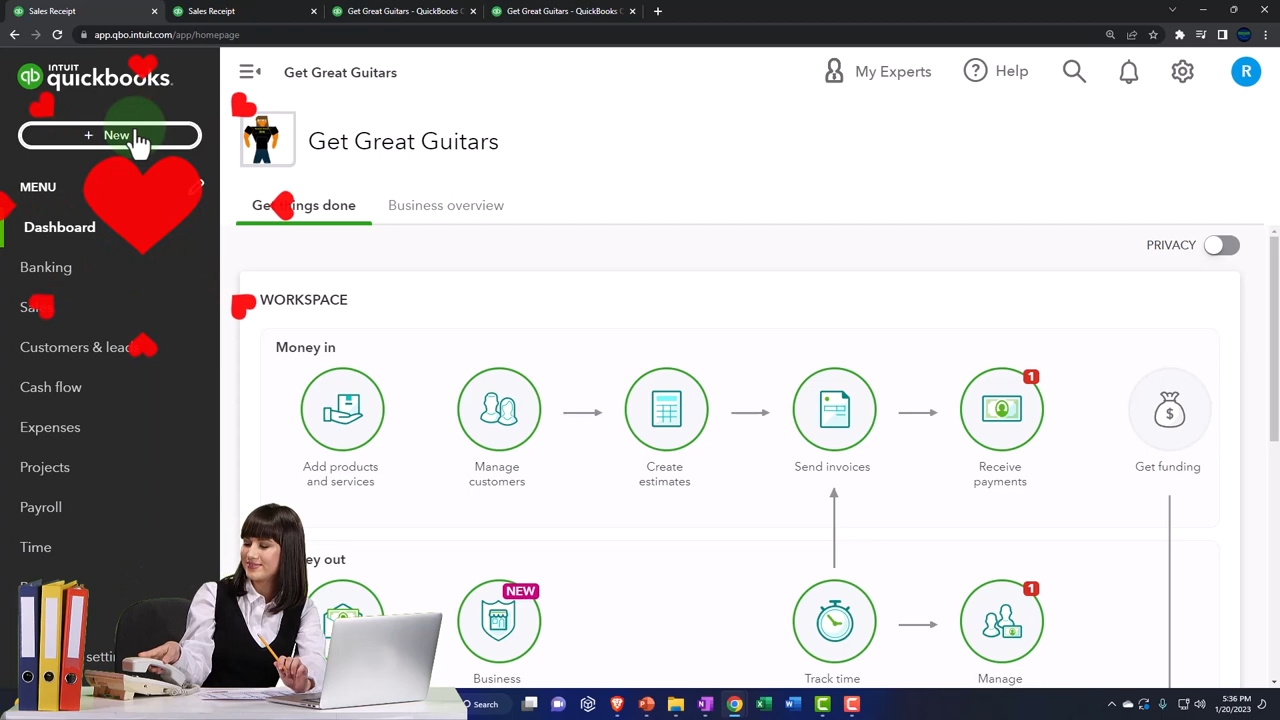 Sales Receipt
Sales Receipt
Get Great Guitars - QuickBooks C
Get Great Guitars - QuickBooks C
app.qbo.intuit.com/app/homepage
INTUIT
quickbooks.
Get Great Guitars
My Experts
Help
R
+ New
Get Great Guitars
MENU
things done
Business overview
Dashboard
PRIVACY
Banking
WORKSPACE
Customers &
Money in
Cash flow
1
Expenses
Projects
Add products
and services
Manage
customers
Create
estimates
Send invoices
Receive
payments
Get funding
Payroll
Time
out
NEW
1
Business
Track time
Manage
Search
5:36 PM
1/20/2023